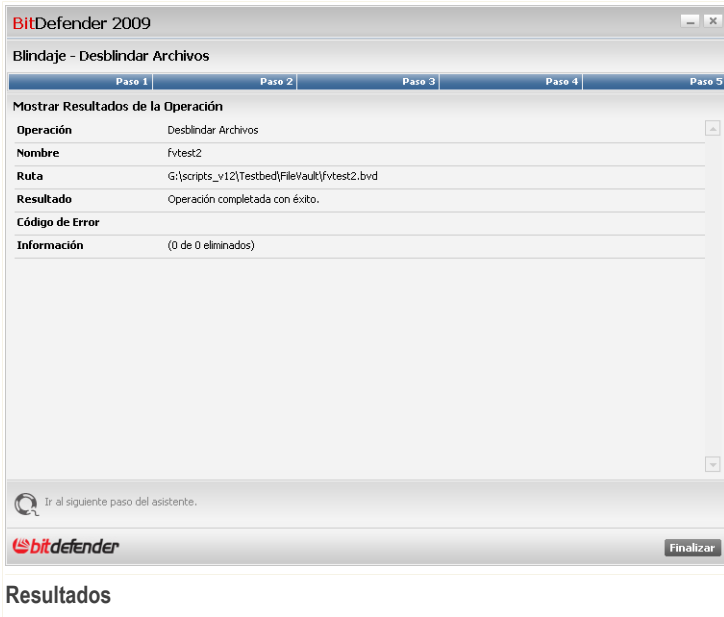 BitDefender 2009
Blindaje - Desblindar Archivos
Paso 1 Paso 2 Paso 3 Paso 4 Paso 5
Mostrar Resultados de la Operación
Operación Desblindar Archivos
Nombre fvtest2
Ruta G:\scripts_v12\Testbed\FileVault\fvtest2.bvd
Resultado Operación completada con éxito.
Código de Error
Información (0 de 0 eliminados)
Ir al siguiente paso del asistente.
bitdefender Finalizar
Resultados